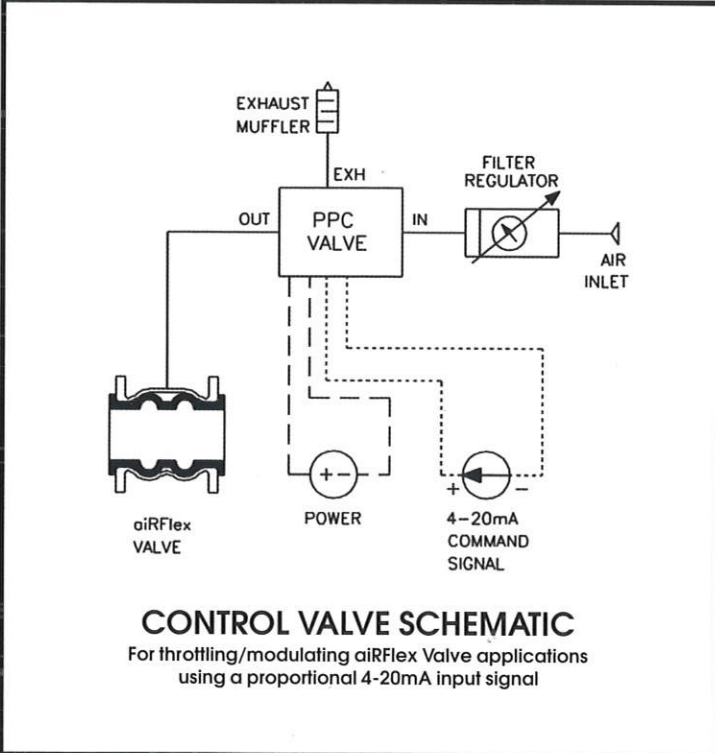 EXHAUST
MUFFLER
EXH
FILTER
REGULATOR
OUT
PPC
VALVE
IN
AIR
INLET
aiRFlex
VALVE
+ -
POWER
+ -
4-20mA
COMMAND
SIGNAL
CONTROL VALVE SCHEMATIC
For throttling/modulating aiRFlex Valve applications
using a proportional 4-20mA input signal